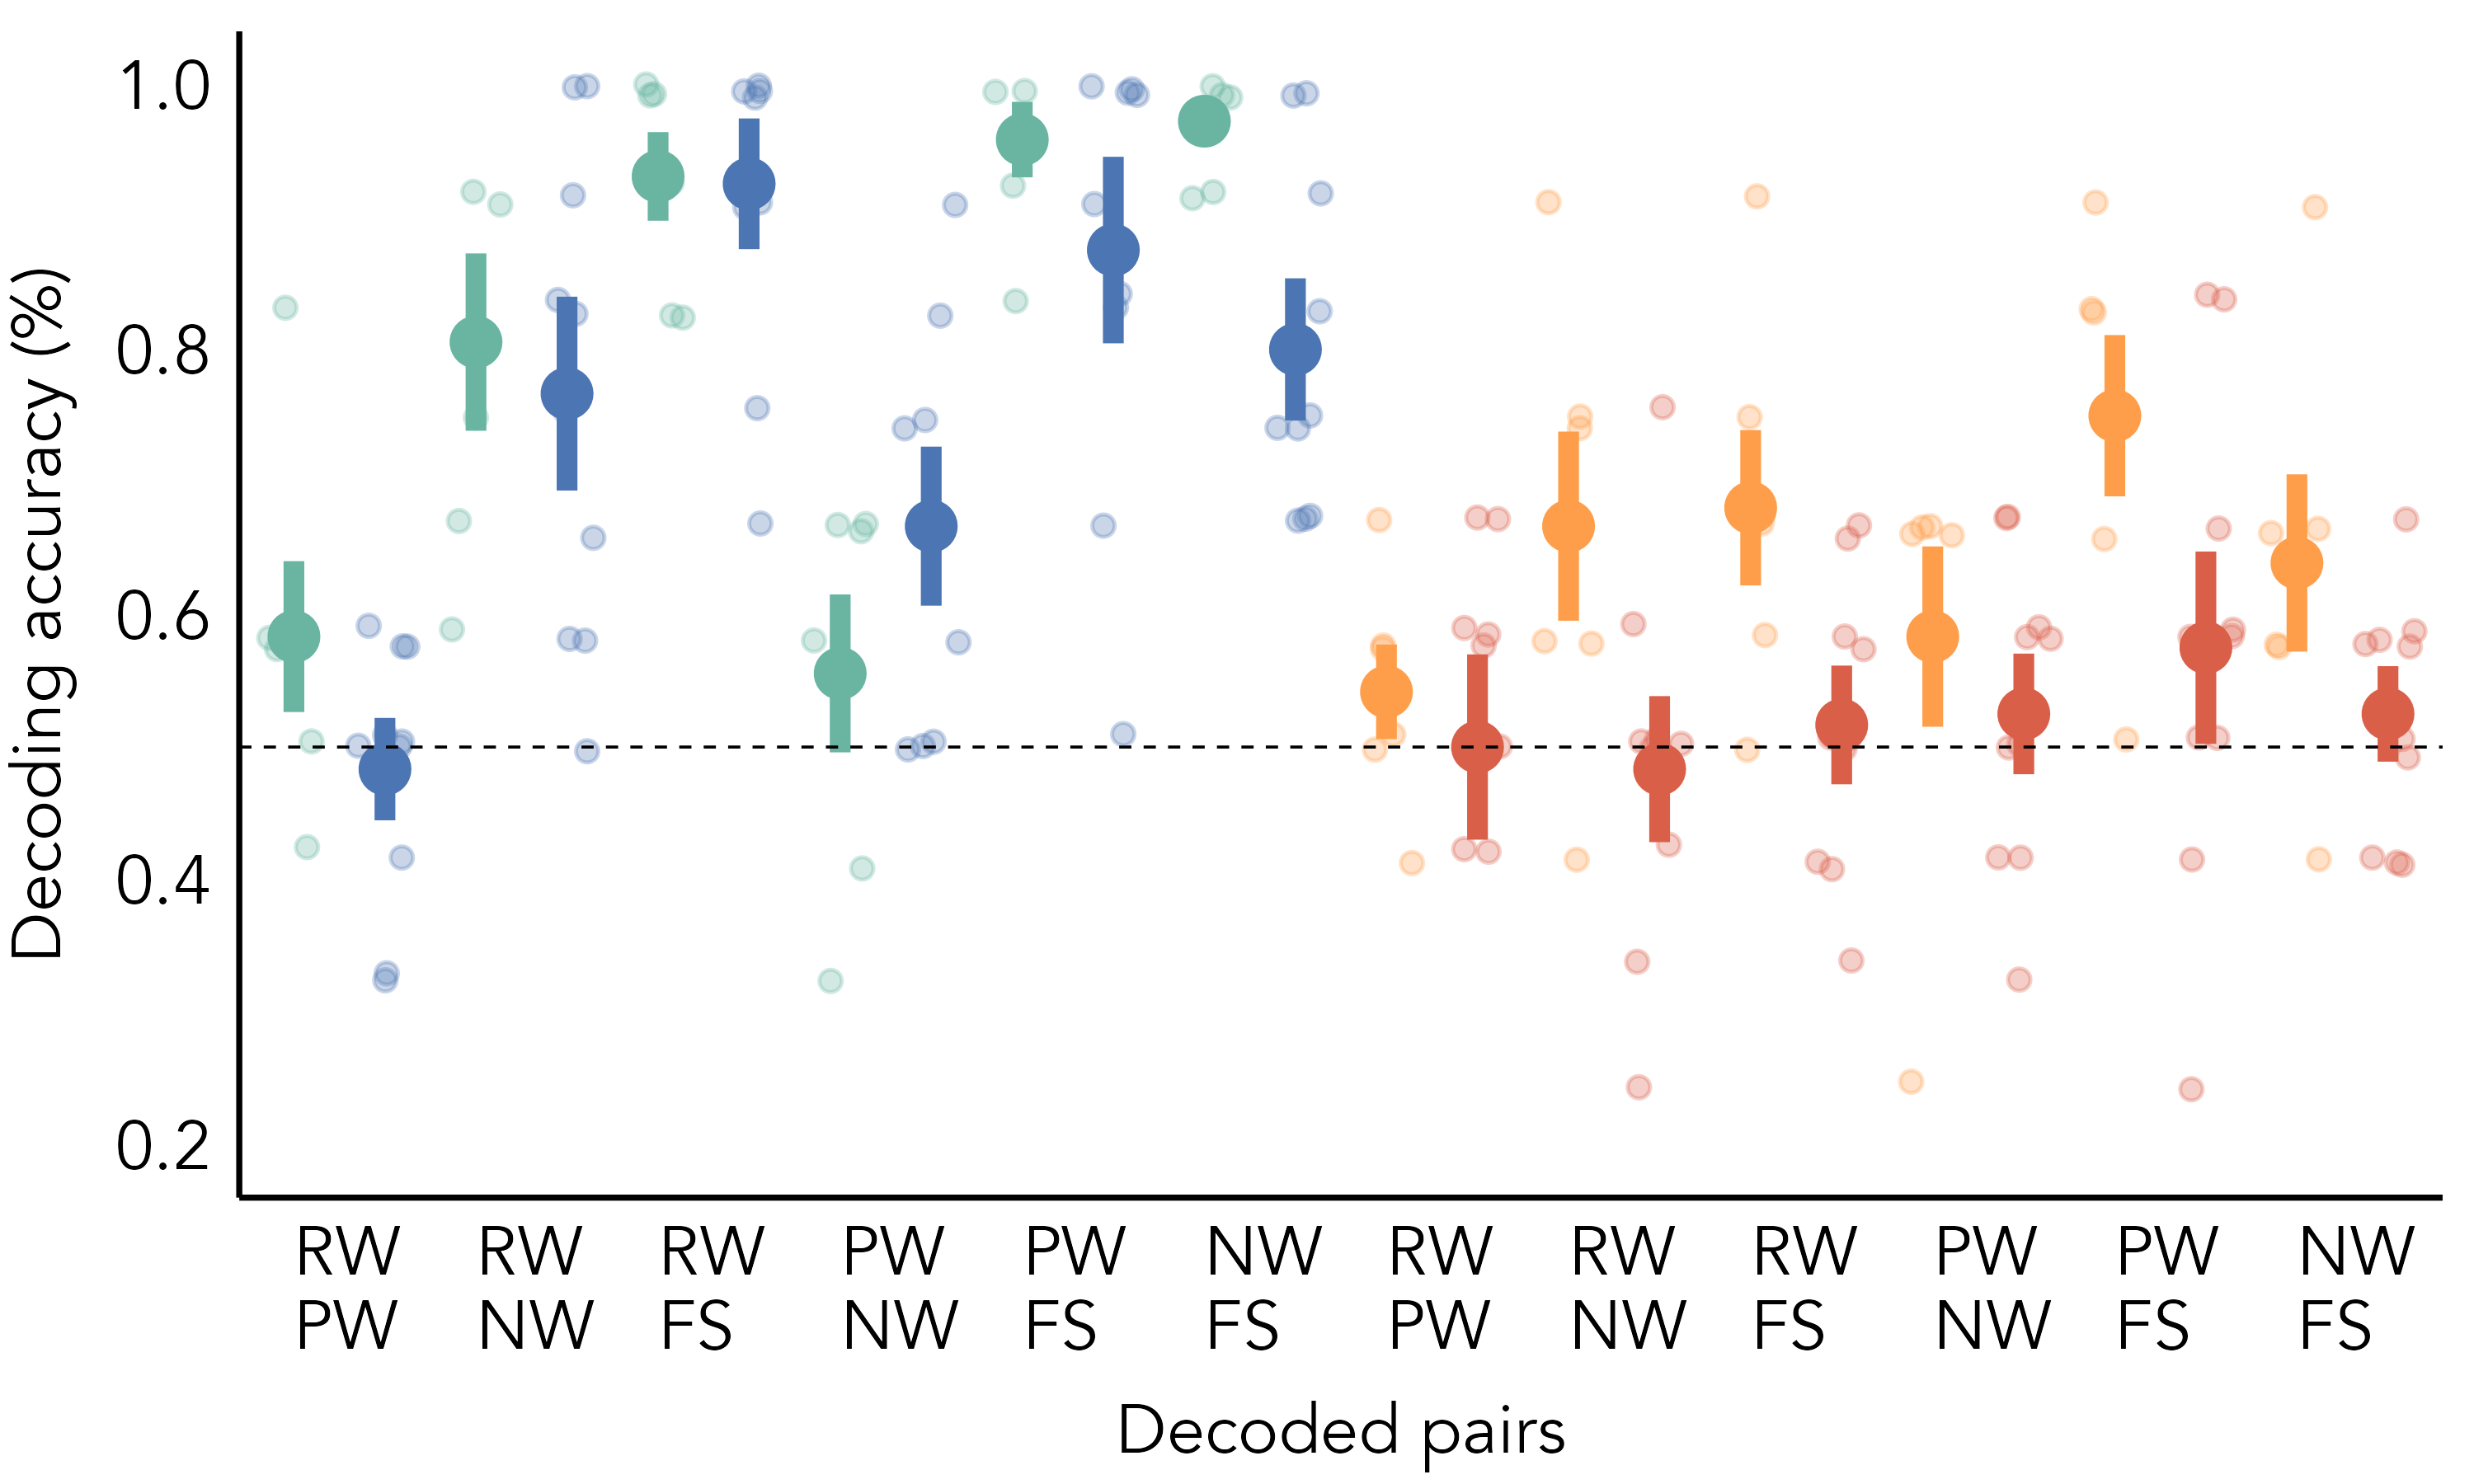 Decoding accuracy (%)
1.0
0.8
0.6
0.4
0.2
RW RW RW PW PW NW RW RW RW PW PW NW
PW NW FS NW FS FS PW NW FS NW FS FS
Decoded pairs